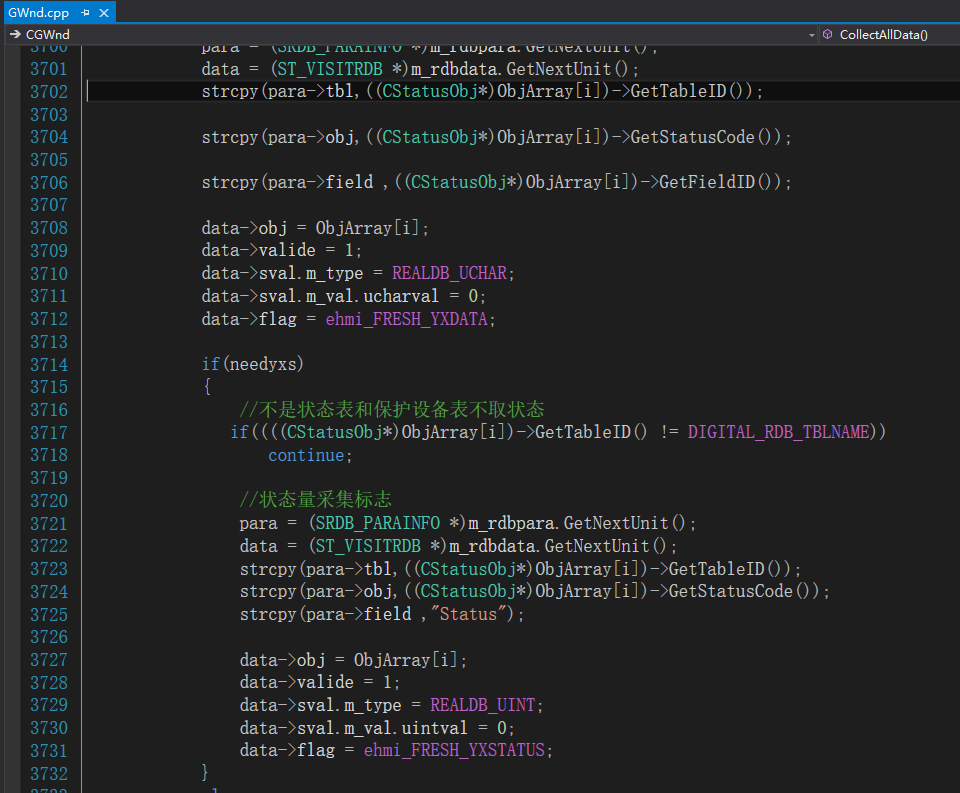 GWnd.cpp
CGWnd
CollectAllData()
3700 para = (SRDB_PARAINFO *)m_rdbpara.GetNextUnit();
3701 data = (ST_VISITRDB *)m_rdbdata.GetNextUnit();
3702 strcpy(para->tbl,((CStatusObj*)ObjArray[i])->GetTableID());
3703
3704 strcpy(para->obj,((CStatusObj*)ObjArray[i])->GetStatusCode());
3705
3706 strcpy(para->field ,((CStatusObj*)ObjArray[i])->GetFieldID());
3707
3708 data->obj = ObjArray[i];
3709 data->valide = 1;
3710 data->sval.m_type = REALDB_UCHAR;
3711 data->sval.m_val.ucharval = 0;
3712 data->flag = ehmi_FRESH_YXDATA;
3713
3714 if(needyxs)
3715 {
3716 //不是状态表和保护设备表不取状态
3717 if((((CStatusObj*)ObjArray[i])->GetTableID() != DIGITAL_RDB_TBLNAME))
3718 continue;
3719
3720 //状态量采集标志
3721 para = (SRDB_PARAINFO *)m_rdbpara.GetNextUnit();
3722 data = (ST_VISITRDB *)m_rdbdata.GetNextUnit();
3723 strcpy(para->tbl,((CStatusObj*)ObjArray[i])->GetTableID());
3724 strcpy(para->obj,((CStatusObj*)ObjArray[i])->GetStatusCode());
3725 strcpy(para->field ,"Status");
3726
3727 data->obj = ObjArray[i];
3728 data->valide = 1;
3729 data->sval.m_type = REALDB_UINT;
3730 data->sval.m_val.uintval = 0;
3731 data->flag = ehmi_FRESH_YXSTATUS;
3732 }